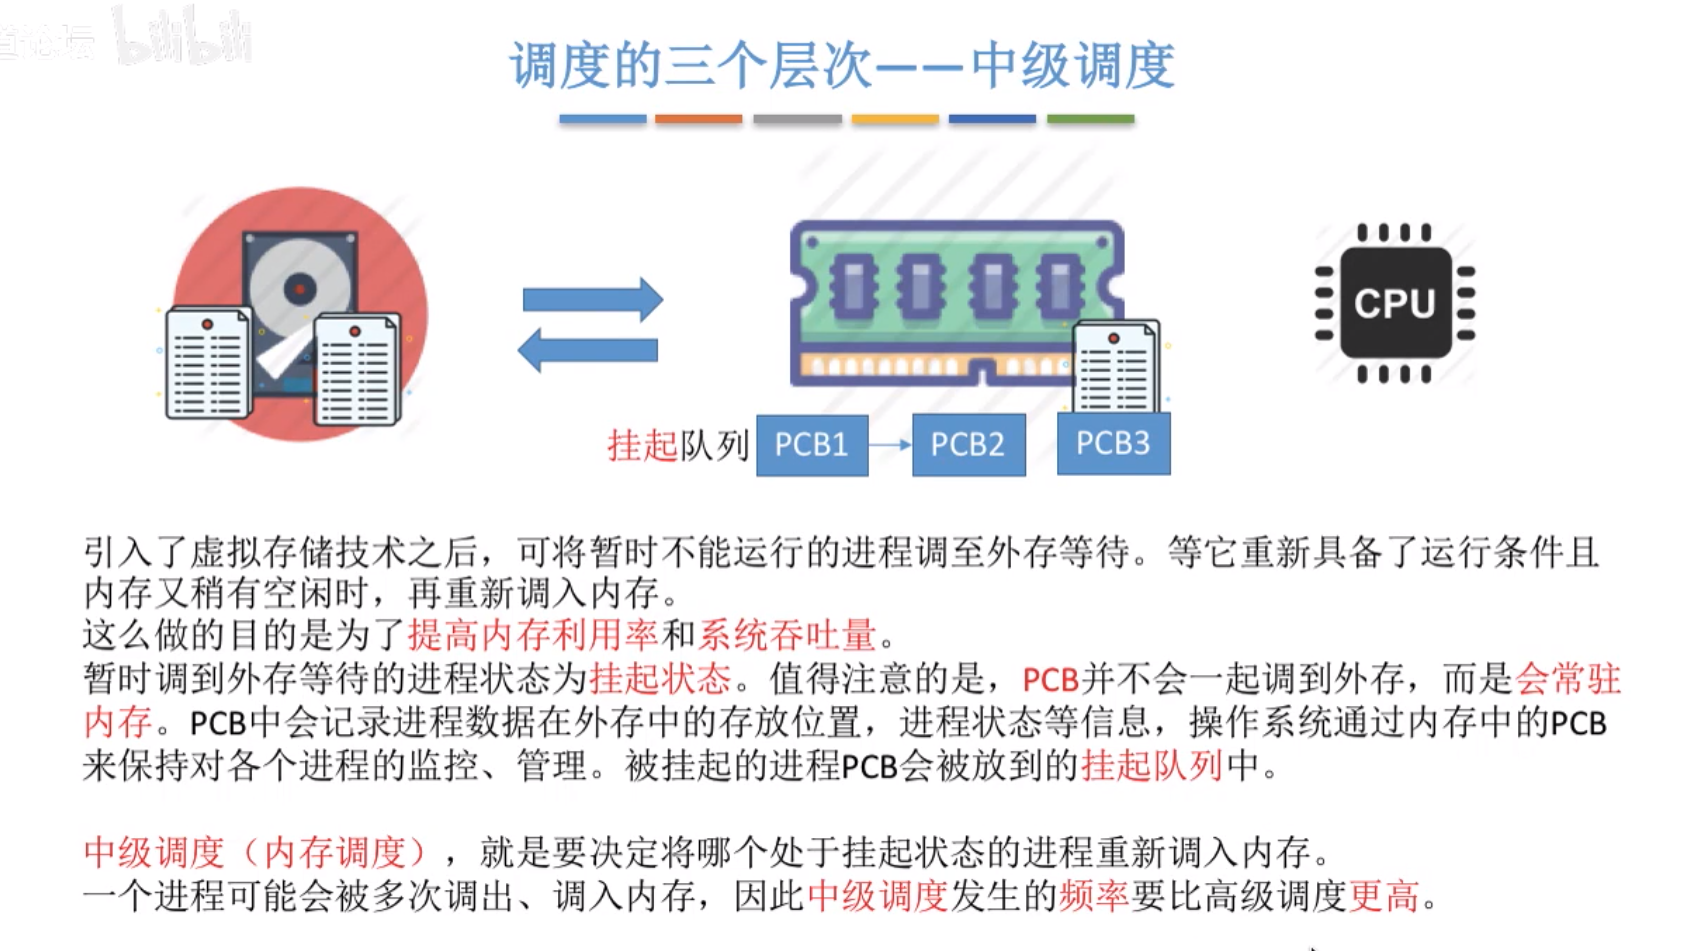 道论坛 bilibili
调度的三个层次——中级调度
CPU
挂起队列 PCB1 PCB2 PCB3
引入了虚拟存储技术之后，可将暂时不能运行的进程调至外存等待。等它重新具备了运行条件且
内存又稍有空闲时，再重新调入内存。
这么做的目的是为了提高内存利用率和系统吞吐量。
暂时调到外存等待的进程状态为挂起状态。值得注意的是，PCB并不会一起调到外存，而是会常驻
内存。PCB中会记录进程数据在外存中的存放位置，进程状态等信息，操作系统通过内存中的PCB
来保持对各个进程的监控、管理。被挂起的进程PCB会被放到的挂起队列中。
中级调度（内存调度），就是要决定将哪个处于挂起状态的进程重新调入内存。
一个进程可能会被多次调出、调入内存，因此中级调度发生的频率要比高级调度更高。